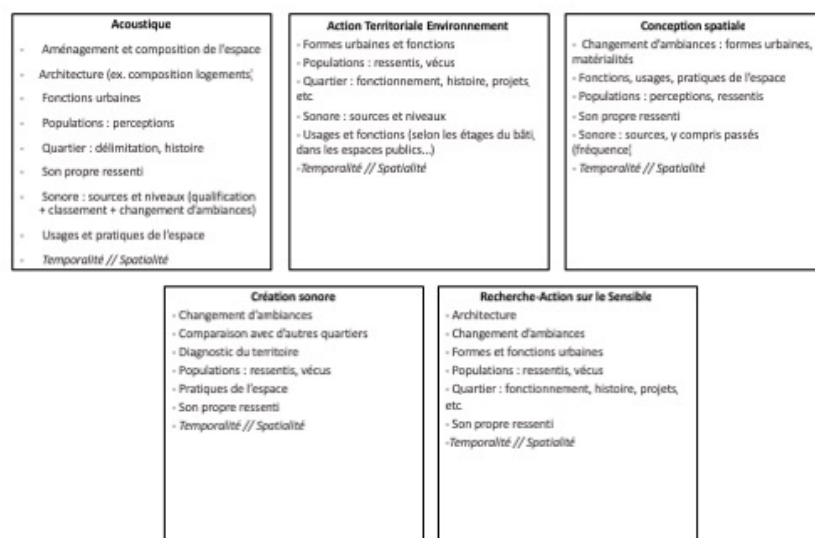 Acoustique
- Aménagement et composition de l'espace
- Architecture (ex. composition logements)
- Fonctions urbaines
- Populations : perceptions
- Quartier : délimitation, histoire
- Son propre ressenti
- Sonore : sources et niveaux (qualification
+ classement + changement d'ambiances)
- Usages et pratiques de l'espace
- Temporalité // Spatialité
Action Territoriale Environnement
- Formes urbaines et fonctions
- Populations : ressentis, vécus
- Quartier : fonctionnement, histoire, projets,
etc
- Sonore : sources et niveaux
- Usages et fonctions (selon les étages du bâti,
dans les espaces publics...)
-Temporalité // Spatialité
Conception spatiale
- Changement d'ambiances : formes urbaines,
matérialités
- Fonctions, usages, pratiques de l'espace
- Populations : perceptions, ressentis
- Son propre ressenti
- Sonore : sources, y compris passés
(fréquence)
- Temporalité // Spatialité
Création sonore
- Changement d'ambiances
- Comparaison avec d'autres quartiers
- Diagnostic du territoire
- Populations : ressentis, vécus
- Pratiques de l'espace
- Son propre ressenti
- Temporalité // Spatialité
Recherche-Action sur le Sensible
- Architecture
- Changement d'ambiances
- Formes et fonctions urbaines
- Populations : ressentis, vécus
- Quartier : fonctionnement, histoire, projets,
etc
- Son propre ressenti
-Temporalité // Spatialité